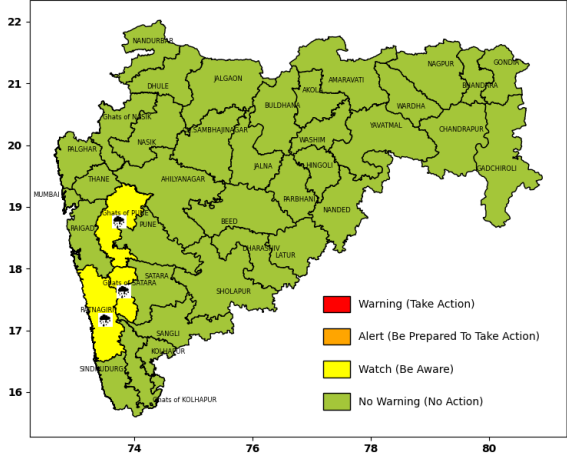 22
21
20
19
18
17
16
NANDURBAR
DHULE
JALGAON
NAGPUR
GONDIA
AMARAVATI
BHANDARA
AKOLA
BULDHANA
WARDHA
Ghats of NASIK
SAMBHAJINAGAR
YAVATMAL
CHANDRAPUR
NASIK
WASHIM
PALGHAR
JALNA
HINGOLI
GADCHIROLI
THANE
AHILYANAGAR
MUMBAI
PARBHANI
NANDED
Ghats of PUNE
RAIGAD
PUNE
BEED
DHARASHIV
LATUR
SATARA
Ghats of SATARA
SHOLAPUR
RATNAGIRI
SANGLI
KOLHAPUR
SINDHUDURG
Ghats of KOLHAPUR
Warning (Take Action)
Alert (Be Prepared To Take Action)
Watch (Be Aware)
No Warning (No Action)
74 76 78 80